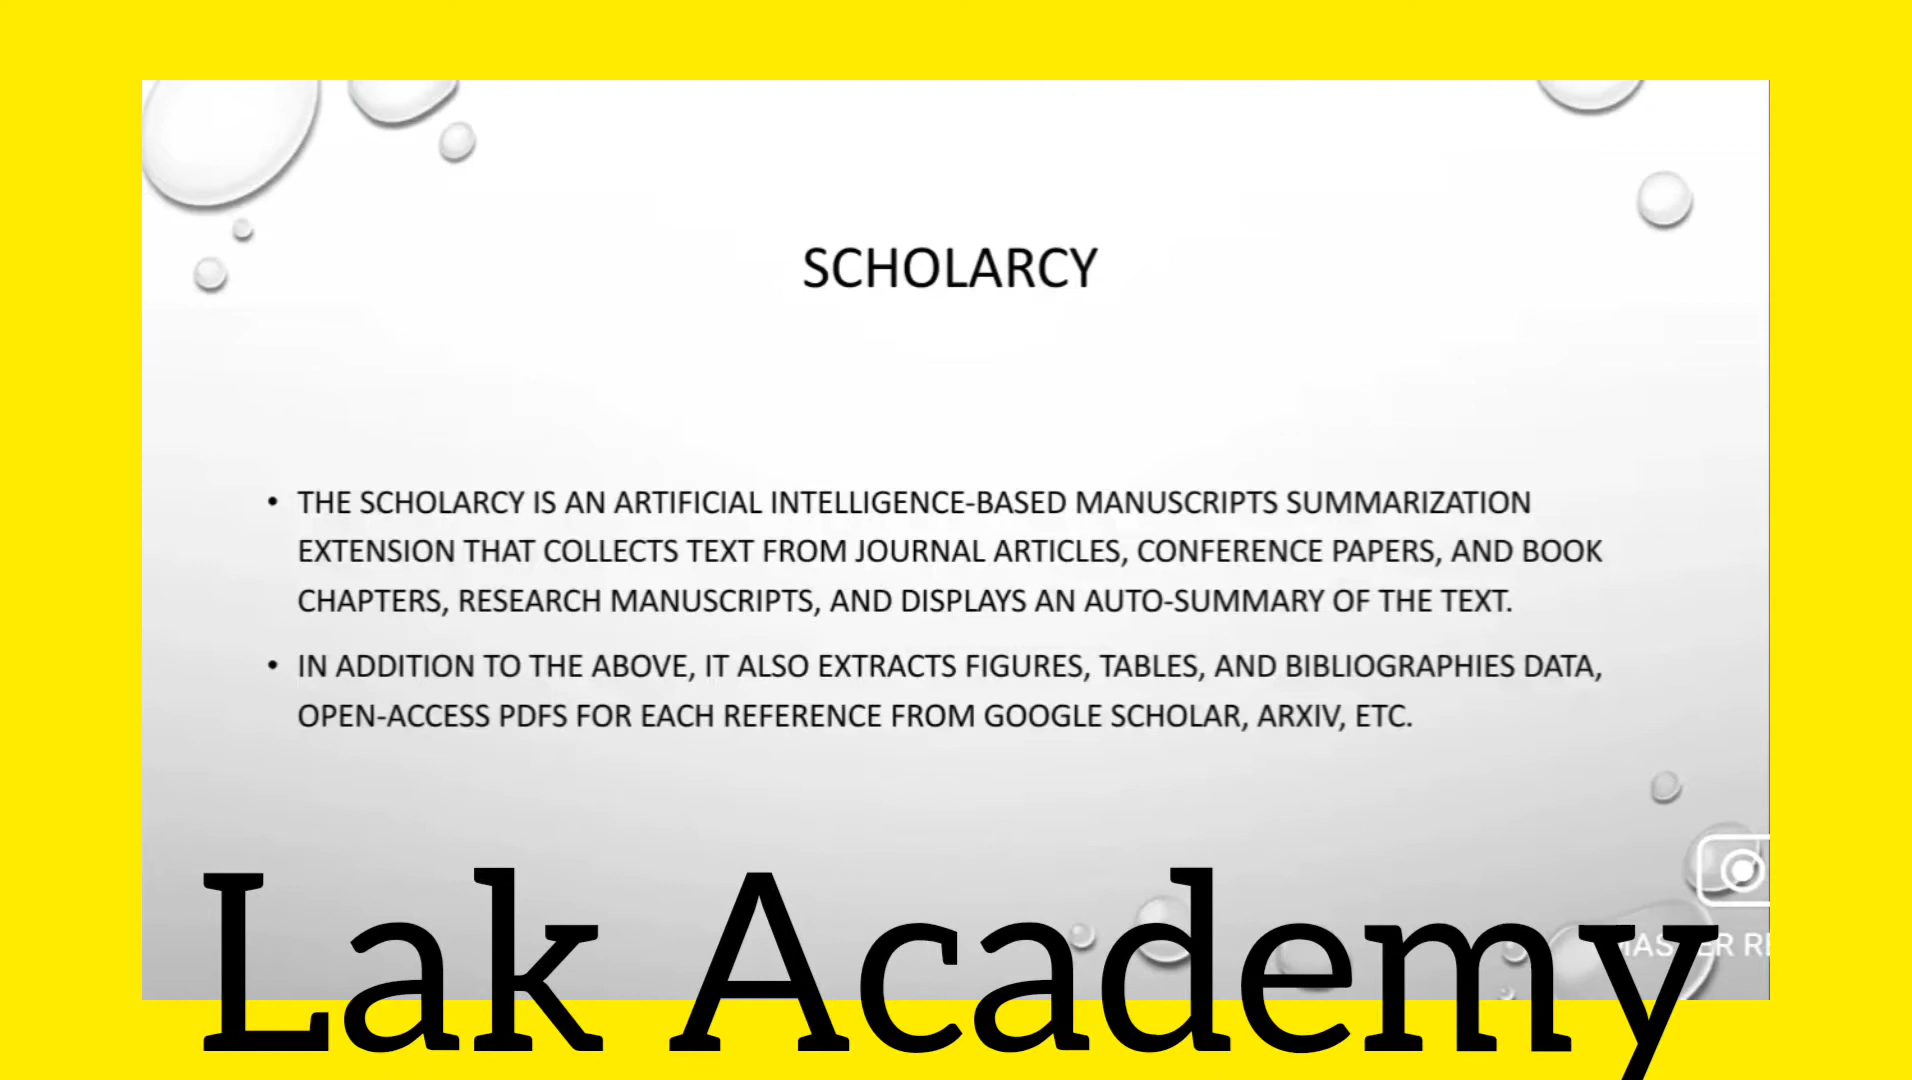 SCHOLARCY
• THE SCHOLARCY IS AN ARTIFICIAL INTELLIGENCE-BASED MANUSCRIPTS SUMMARIZATION
EXTENSION THAT COLLECTS TEXT FROM JOURNAL ARTICLES, CONFERENCE PAPERS, AND BOOK
CHAPTERS, RESEARCH MANUSCRIPTS, AND DISPLAYS AN AUTO-SUMMARY OF THE TEXT.
• IN ADDITION TO THE ABOVE, IT ALSO EXTRACTS FIGURES, TABLES, AND BIBLIOGRAPHIES DATA,
OPEN-ACCESS PDFS FOR EACH REFERENCE FROM GOOGLE SCHOLAR, ARXIV, ETC.
Lak Academy